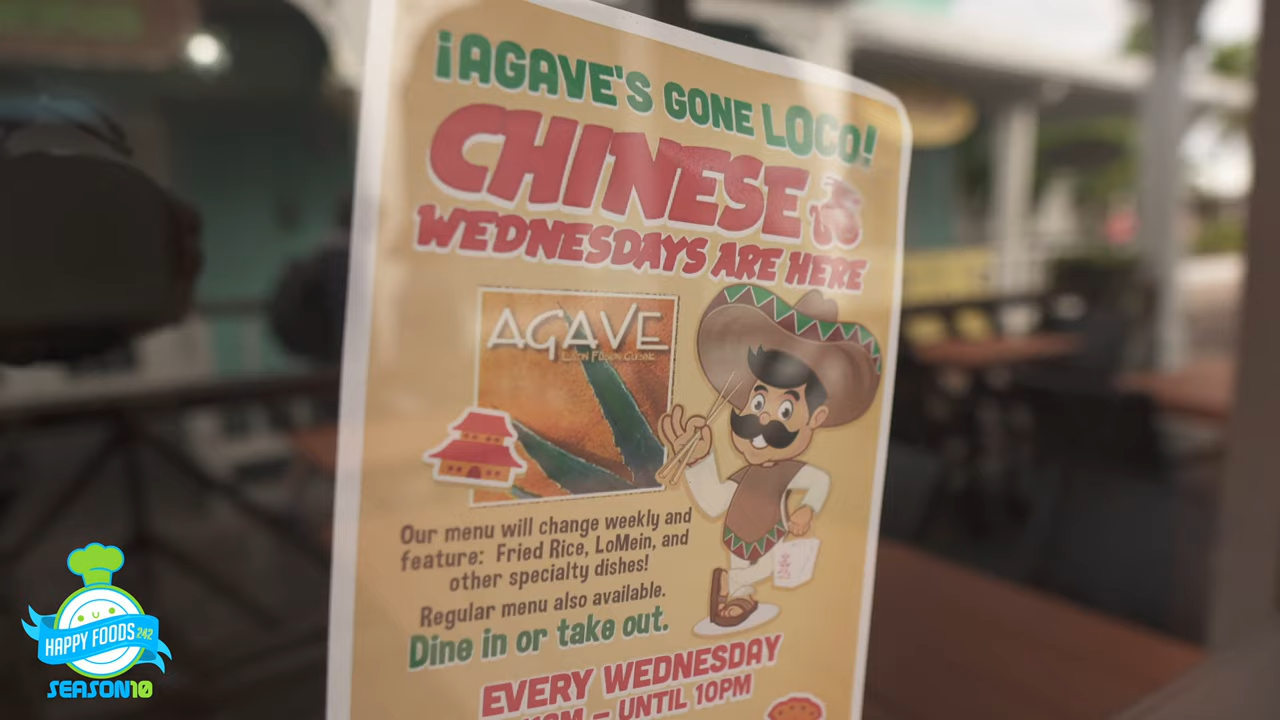 ¡AGAVE'S GONE LOCO!
CHINESE
WEDNESDAYS ARE HERE
AGAVE
Latin Fusion Cuisine
Our menu will change weekly and
feature: Fried Rice, LoMein, and
other specialty dishes!
Regular menu also available.
Dine in or take out.
EVERY WEDNESDAY
– UNTIL 10PM
HAPPY FOODS 242
SEASON10